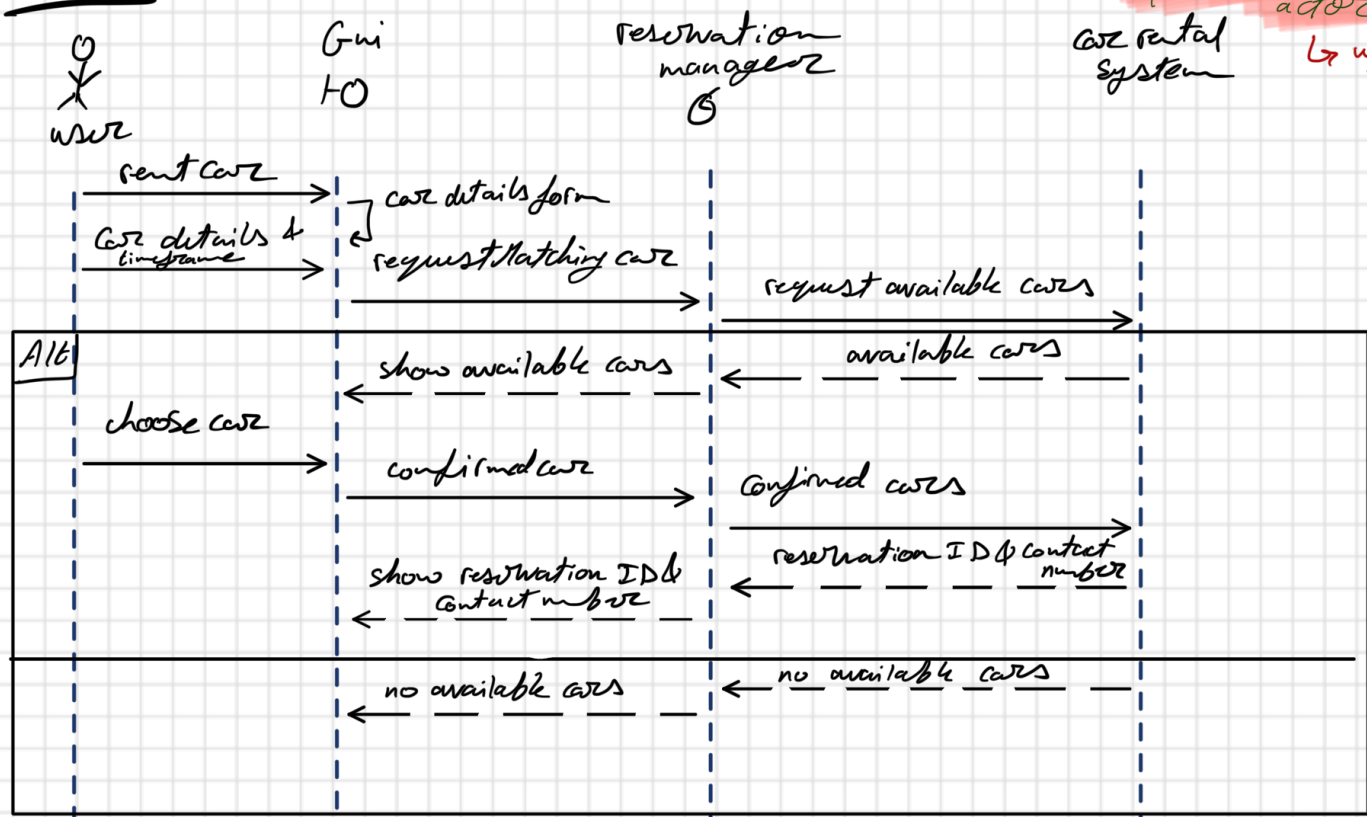 Gui
reservation
manager
car rental
system
user
rent car
car details form
Car details &
timeframe
requestMatching car
request available cars
Alt
available cars
show available cars
choose car
confirmed car
Confirmed cars
reservation ID & contact
number
show reservation ID &
contact number
no available cars
no available cars